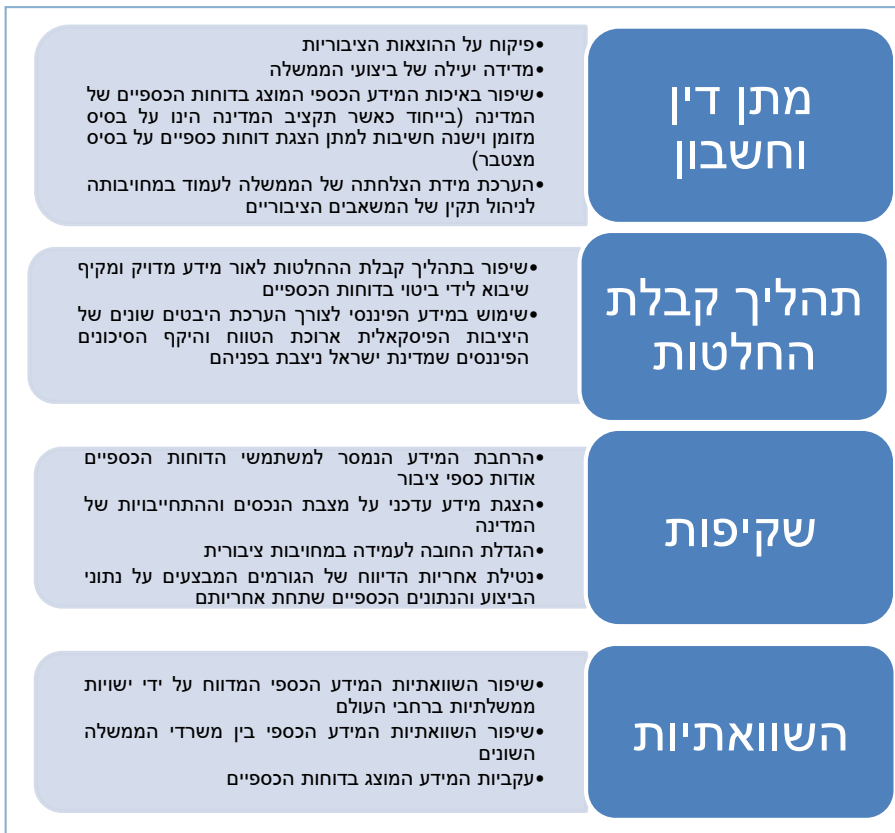 מתן דין
וחשבון
•פיקוח על ההוצאות הציבוריות
•מדידה יעילה של ביצועי הממשלה
•שיפור באיכות המידע הכספי המוצג בדוחות הכספיים של
המדינה (בייחוד כאשר תקציב המדינה הינו על בסיס
מזומן וישנה חשיבות למתן הצגת דוחות כספיים על בסיס
מצטבר)
•הערכת מידת הצלחתה של הממשלה לעמוד במחויבותה
לניהול תקין של המשאבים הציבוריים
תהליך קבלת
החלטות
•שיפור בתהליך קבלת ההחלטות לאור מידע מדויק ומקיף
שיבוא לידי ביטוי בדוחות הכספיים
•שימוש במידע הפיננסי לצורך הערכת היבטים שונים של
היציבות הפיסקאלית ארוכת הטווח והיקף הסיכונים
הפיננסים שמדינת ישראל ניצבת בפניהם
שקיפות
•הרחבת המידע הנמסר למשתמשי הדוחות הכספיים
אודות כספי ציבור
•הצגת מידע עדכני על מצבת הנכסים וההתחייבויות של
המדינה
•הגדלת החובה לעמידה במחויבות ציבורית
•נטילת אחריות הדיווח של הגורמים המבצעים על נתוני
הביצוע והנתונים הכספיים שתחת אחריותם
השוואתיות
•שיפור השוואתיות המידע הכספי המדווח על ידי ישויות
ממשלתיות ברחבי העולם
•שיפור השוואתיות המידע הכספי בין משרדי הממשלה
השונים
•עקביות המידע המוצג בדוחות הכספיים